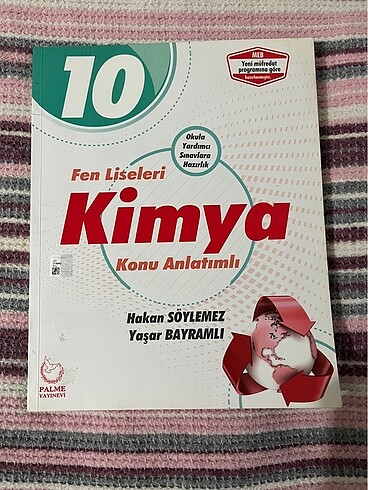 10
MEB
Yeni müfredat
programına göre
hazırlanmıştır.
Okula
Yardımcı
Sınavlara
Hazırlık
Fen Liseleri
Kimya
Konu Anlatımlı
Hakan SÖYLEMEZ
Yaşar BAYRAMLI
PALME
YAYINEVİ